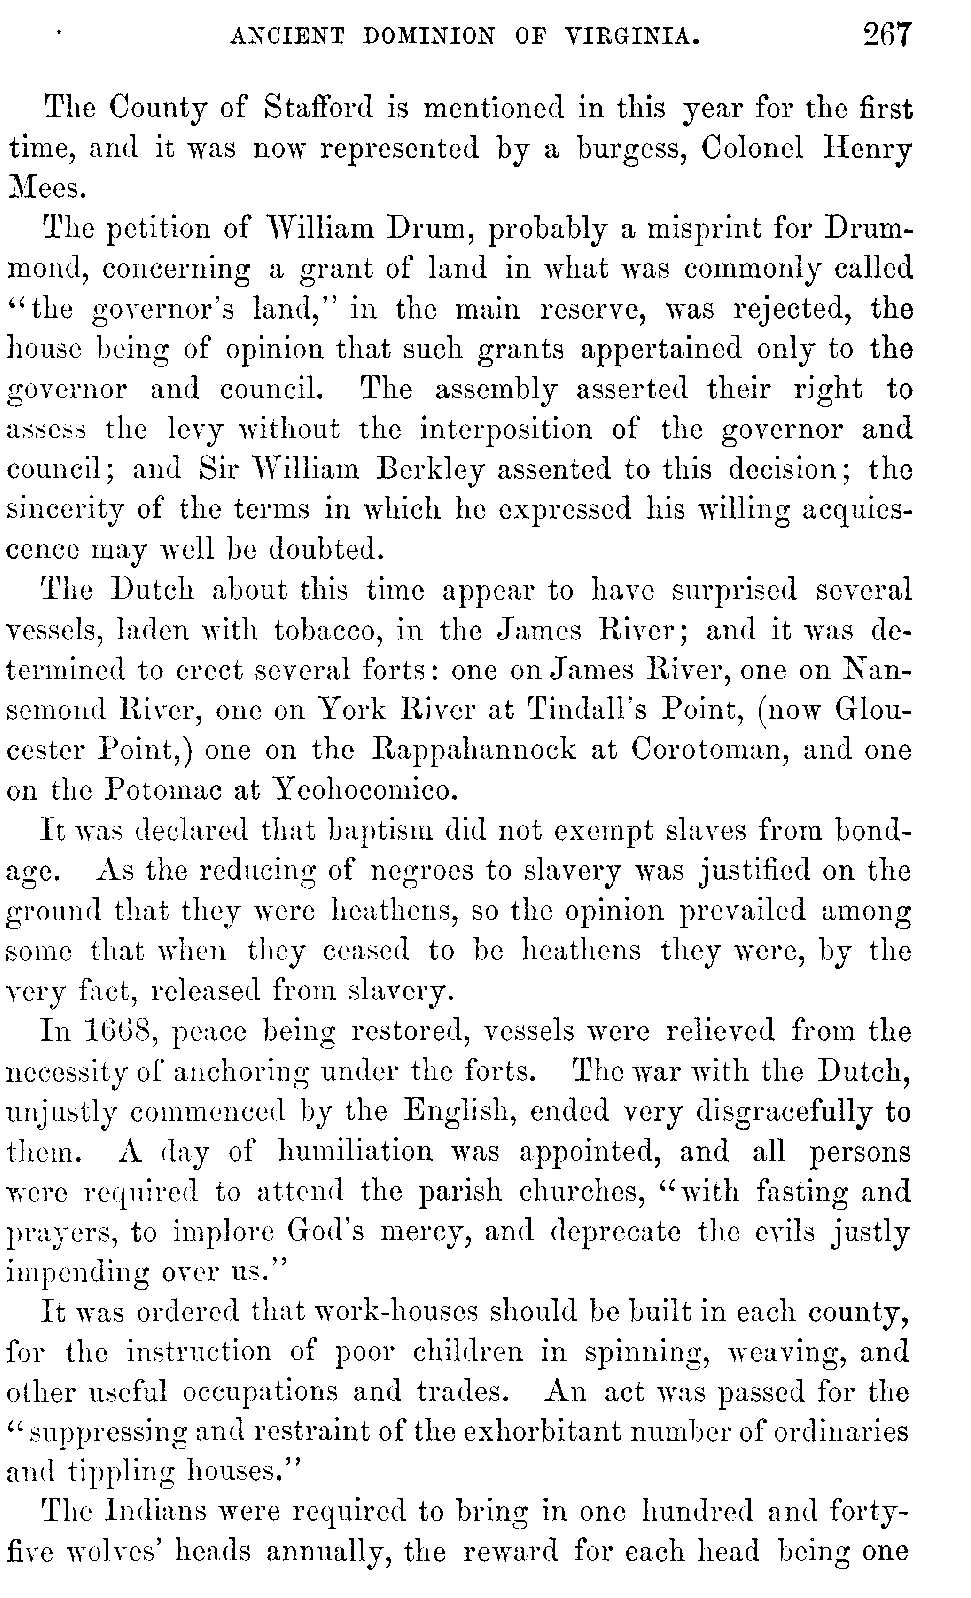 ANCIENT DOMINION OF VIRGINIA. 267
The County of Stafford is mentioned in this year for the first
time, and it was now represented by a burgess, Colonel Henry
Mees.
The petition of William Drum, probably a misprint for Drum-
mond, concerning a grant of land in what was commonly called
"the governor's land," in the main reserve, was rejected, the
house being of opinion that such grants appertained only to the
governor and council. The assembly asserted their right to
assess the levy without the interposition of the governor and
council; and Sir William Berkley assented to this decision; the
sincerity of the terms in which he expressed his willing acquies-
cence may well be doubted.
The Dutch about this time appear to have surprised several
vessels, laden with tobacco, in the James River; and it was de-
termined to erect several forts: one on James River, one on Nan-
semond River, one on York River at Tindall's Point, (now Glou-
cester Point,) one on the Rappahannock at Corotoman, and one
on the Potomac at Yeohocomico.
It was declared that baptism did not exempt slaves from bond-
age. As the reducing of negroes to slavery was justified on the
ground that they were heathens, so the opinion prevailed among
some that when they ceased to be heathens they were, by the
very fact, released from slavery.
In 1668, peace being restored, vessels were relieved from the
necessity of anchoring under the forts. The war with the Dutch,
unjustly commenced by the English, ended very disgracefully to
them. A day of humiliation was appointed, and all persons
were required to attend the parish churches, "with fasting and
prayers, to implore God's mercy, and deprecate the evils justly
impending over us."
It was ordered that work-houses should be built in each county,
for the instruction of poor children in spinning, weaving, and
other useful occupations and trades. An act was passed for the
"suppressing and restraint of the exhorbitant number of ordinaries
and tippling houses."
The Indians were required to bring in one hundred and forty-
five wolves' heads annually, the reward for each head being one